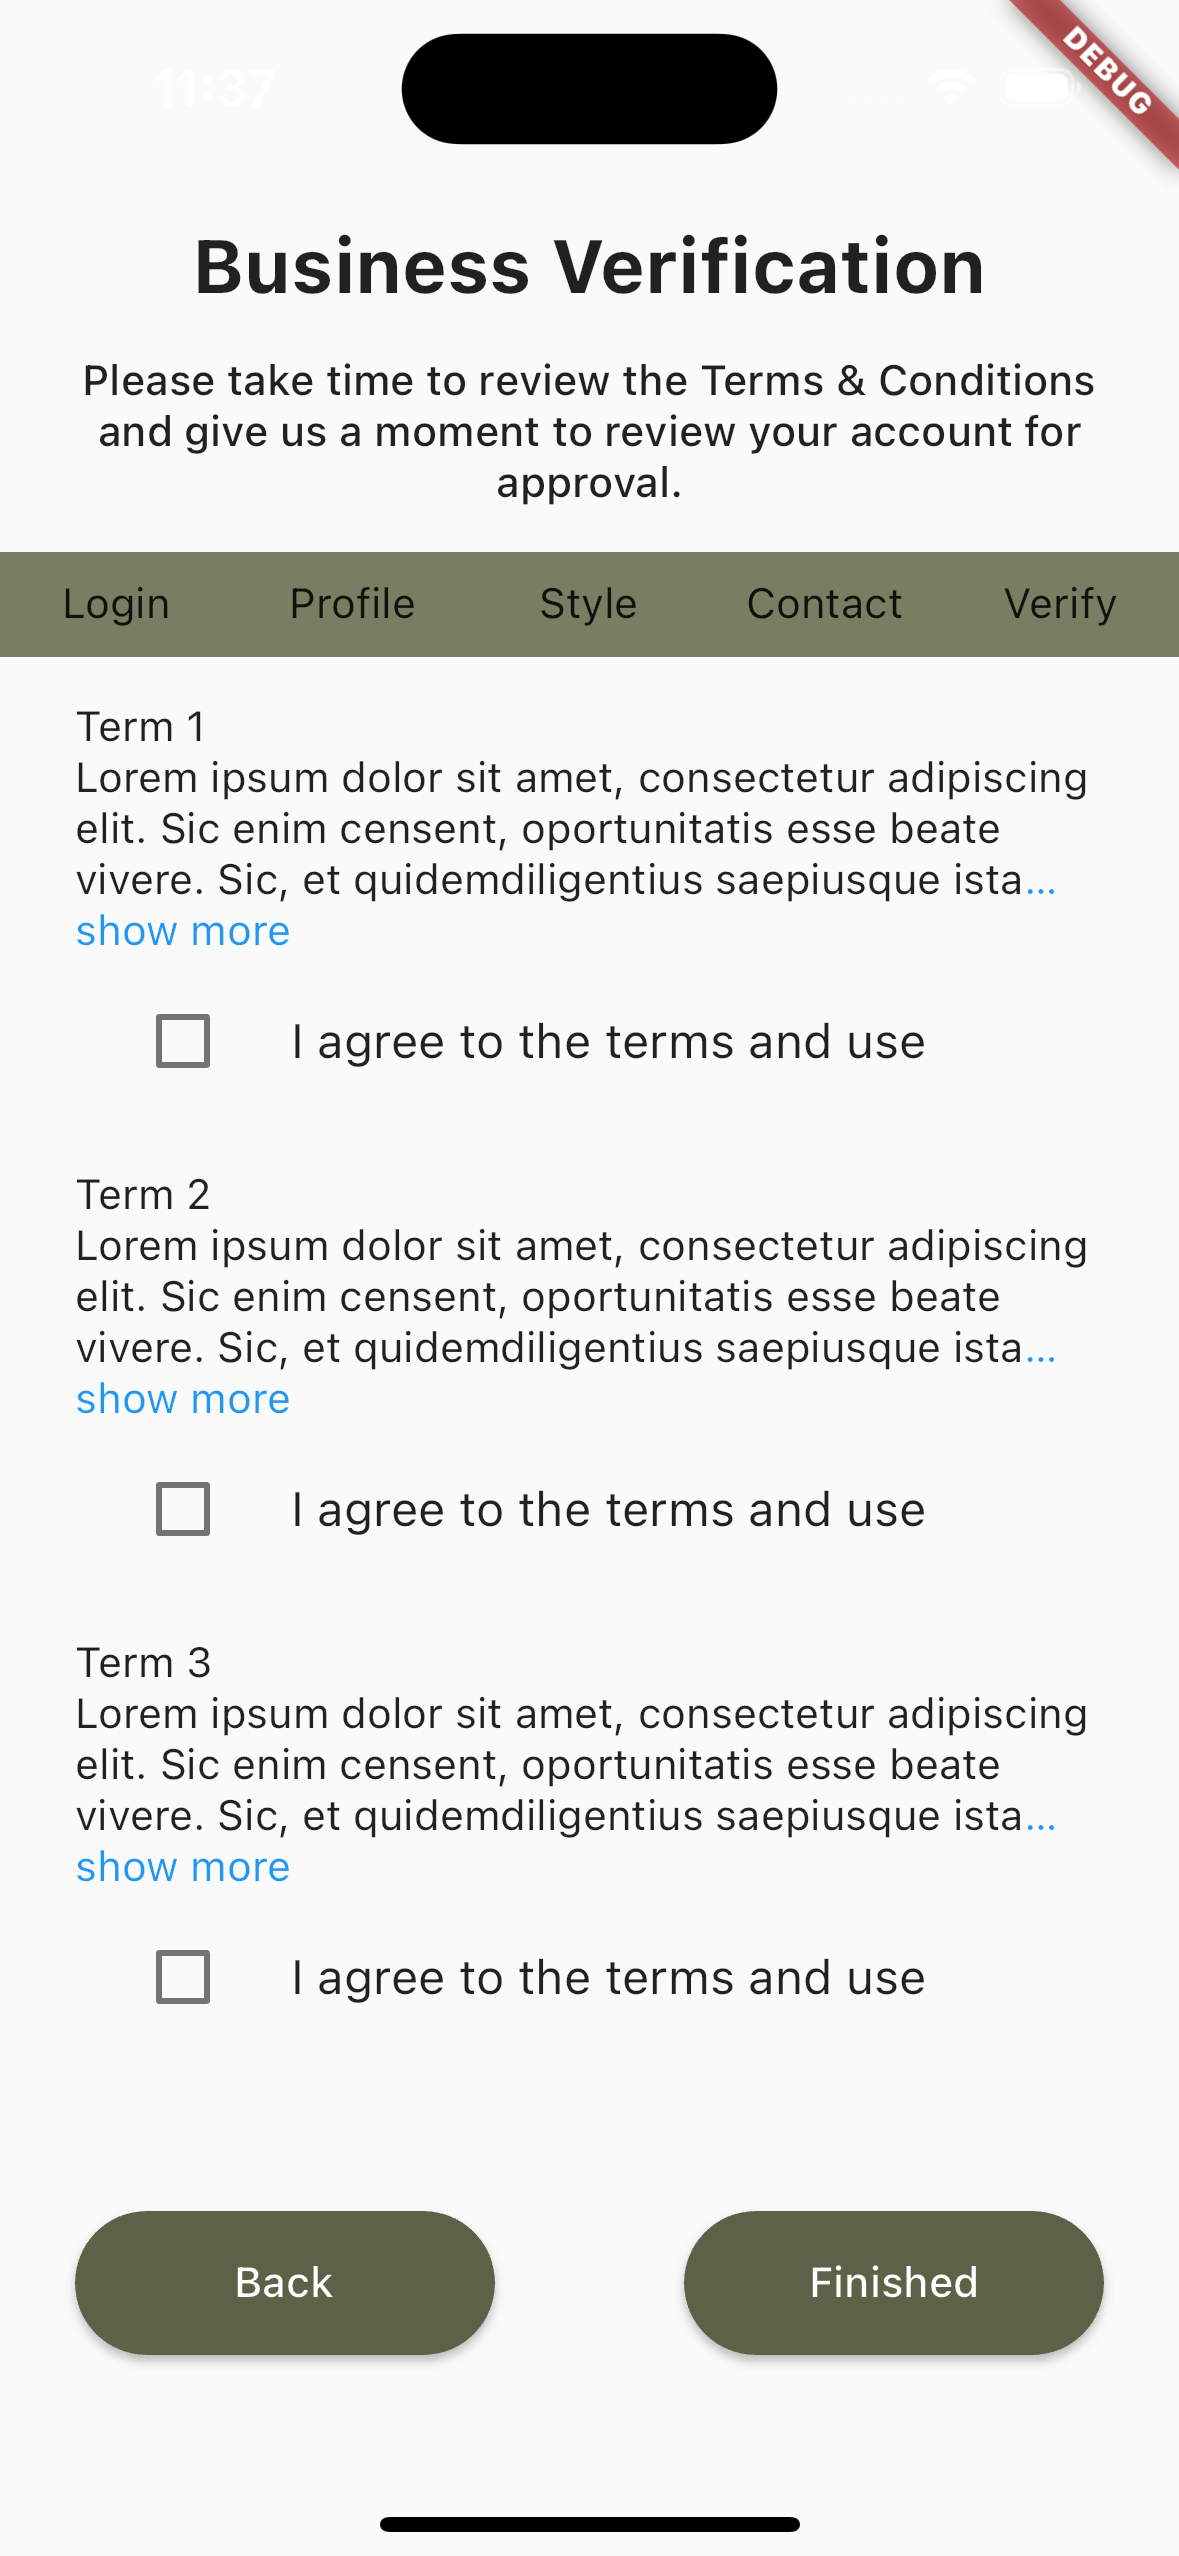 11:37
DEBUG
Business Verification
Please take time to review the Terms & Conditions
and give us a moment to review your account for
approval.
Login Profile Style Contact Verify
Term 1
Lorem ipsum dolor sit amet, consectetur adipiscing
elit. Sic enim censent, oportunitatis esse beate
vivere. Sic, et quidemdiligentius saepiusque ista...
show more
I agree to the terms and use
Term 2
Lorem ipsum dolor sit amet, consectetur adipiscing
elit. Sic enim censent, oportunitatis esse beate
vivere. Sic, et quidemdiligentius saepiusque ista...
show more
I agree to the terms and use
Term 3
Lorem ipsum dolor sit amet, consectetur adipiscing
elit. Sic enim censent, oportunitatis esse beate
vivere. Sic, et quidemdiligentius saepiusque ista...
show more
I agree to the terms and use
Back Finished